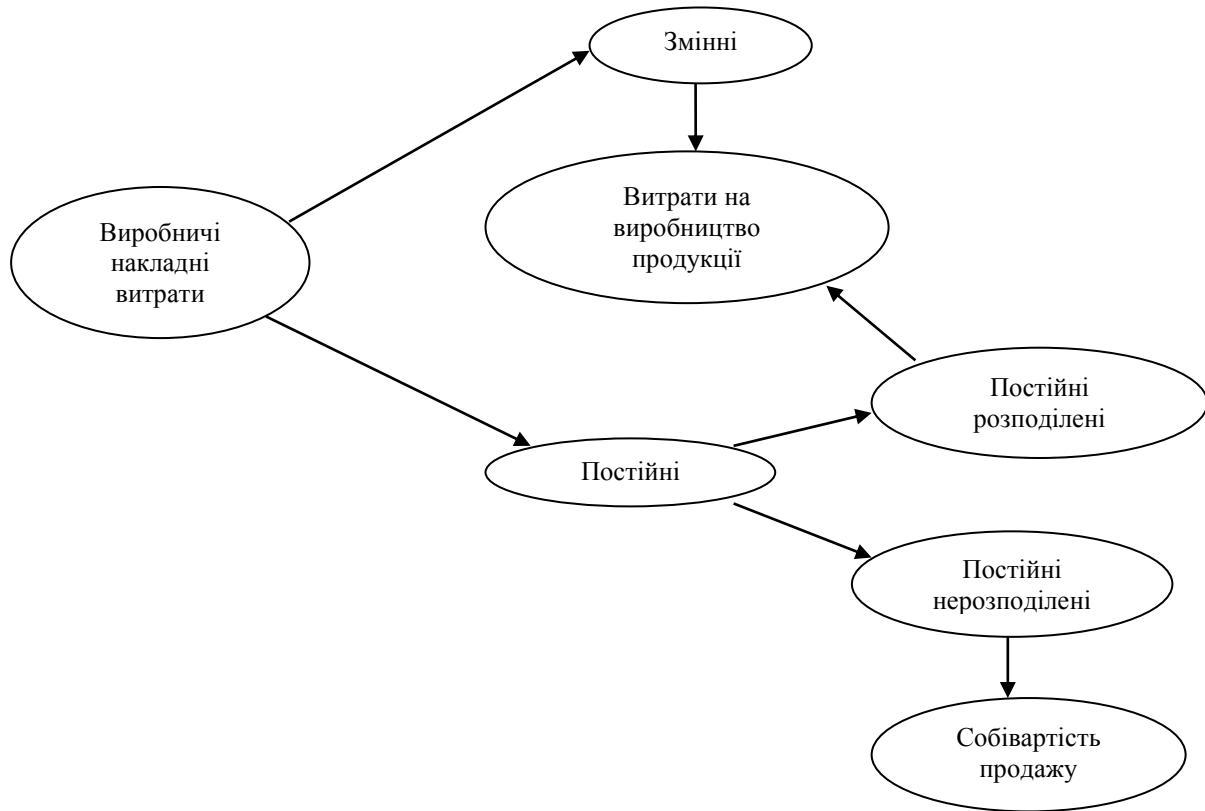 Змінні
Витрати на
виробництво
продукції
Виробничі
накладні
витрати
Постійні
розподілені
Постійні
Постійні
нерозподілені
Собівартість
продажу